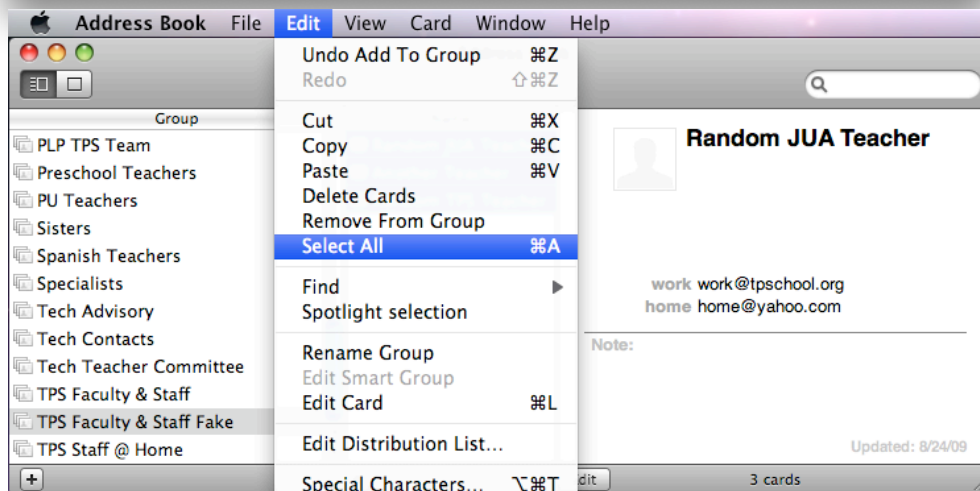 Address Book File Edit View Card Window Help
Undo Add To Group ⌘Z
Redo ⇧⌘Z
Cut ⌘X
Copy ⌘C
Paste ⌘V
Delete Cards
Remove From Group
Select All ⌘A
Find ▶
Spotlight selection
Rename Group
Edit Smart Group
Edit Card ⌘L
Edit Distribution List...
Special Characters... ⌥⌘T
Group
PLP TPS Team
Preschool Teachers
PU Teachers
Sisters
Spanish Teachers
Specialists
Tech Advisory
Tech Contacts
Tech Teacher Committee
TPS Faculty & Staff
TPS Faculty & Staff Fake
TPS Staff @ Home
Random JUA Teacher
work work@tpschool.org
home home@yahoo.com
Note:
Updated: 8/24/09
dit
3 cards